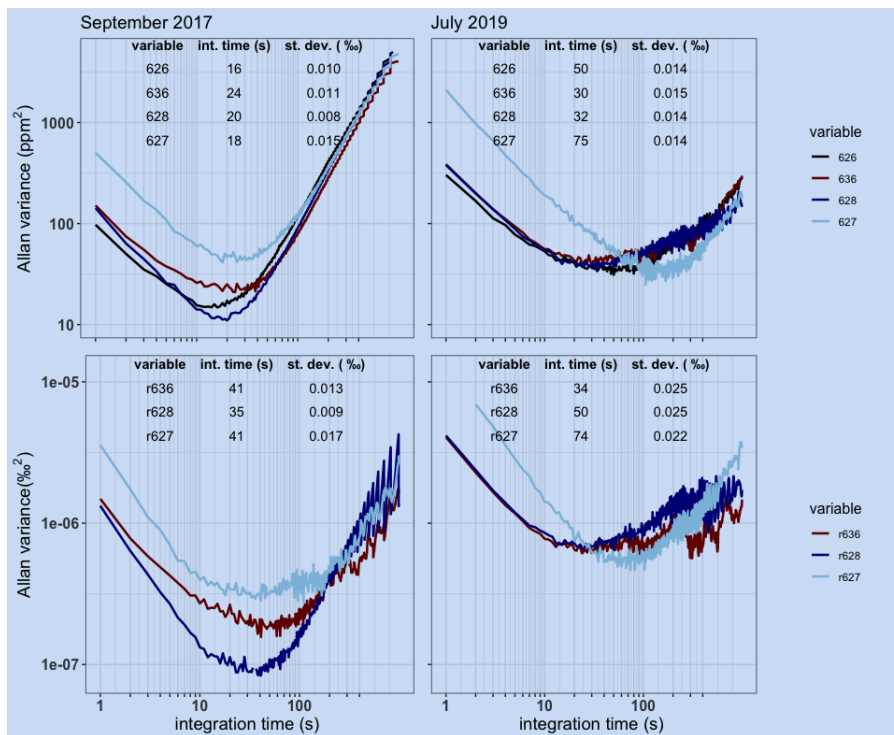 September 2017
July 2019
variable int. time (s) st. dev. ( ‰)
626 16 0.010
636 24 0.011
628 20 0.008
627 18 0.015
variable int. time (s) st. dev. ( ‰)
626 50 0.014
636 30 0.015
628 32 0.014
627 75 0.014
Allan variance (ppm²)
1000
100
10
variable
626
636
628
627
variable int. time (s) st. dev. ( ‰)
r636 41 0.013
r628 35 0.009
r627 41 0.017
variable int. time (s) st. dev. ( ‰)
r636 34 0.025
r628 50 0.025
r627 74 0.022
Allan variance(‰²)
1e-05
1e-06
1e-07
variable
r636
r628
r627
1 10 100
1 10 100
integration time (s)
integration time (s)